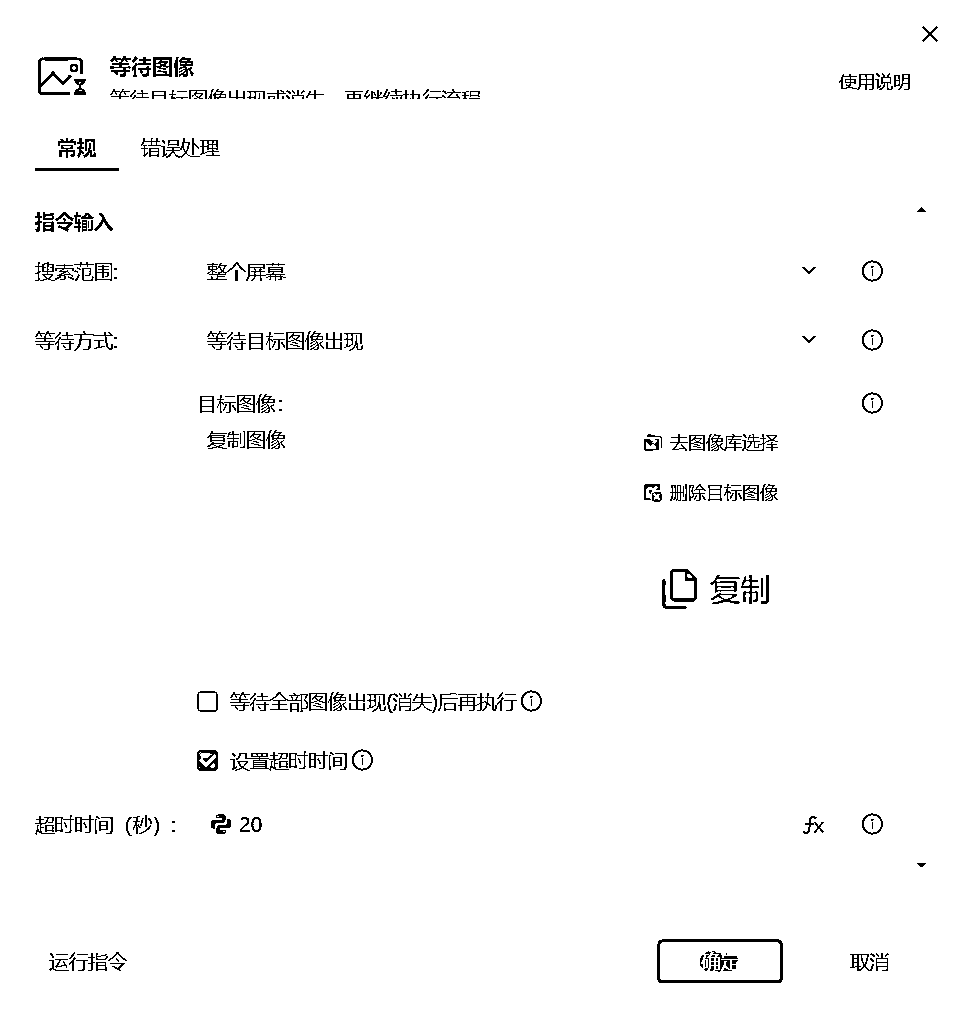 等待图像
等待目标图像出现或消失，再继续执行流程
使用说明
常规
错误处理
指令输入
搜索范围:
整个屏幕
等待方式:
等待目标图像出现
目标图像:
复制图像
去图像库选择
删除目标图像
复制
等待全部图像出现(消失)后再执行
设置超时时间
超时时间（秒）:
20
fx
运行指令
确定
取消